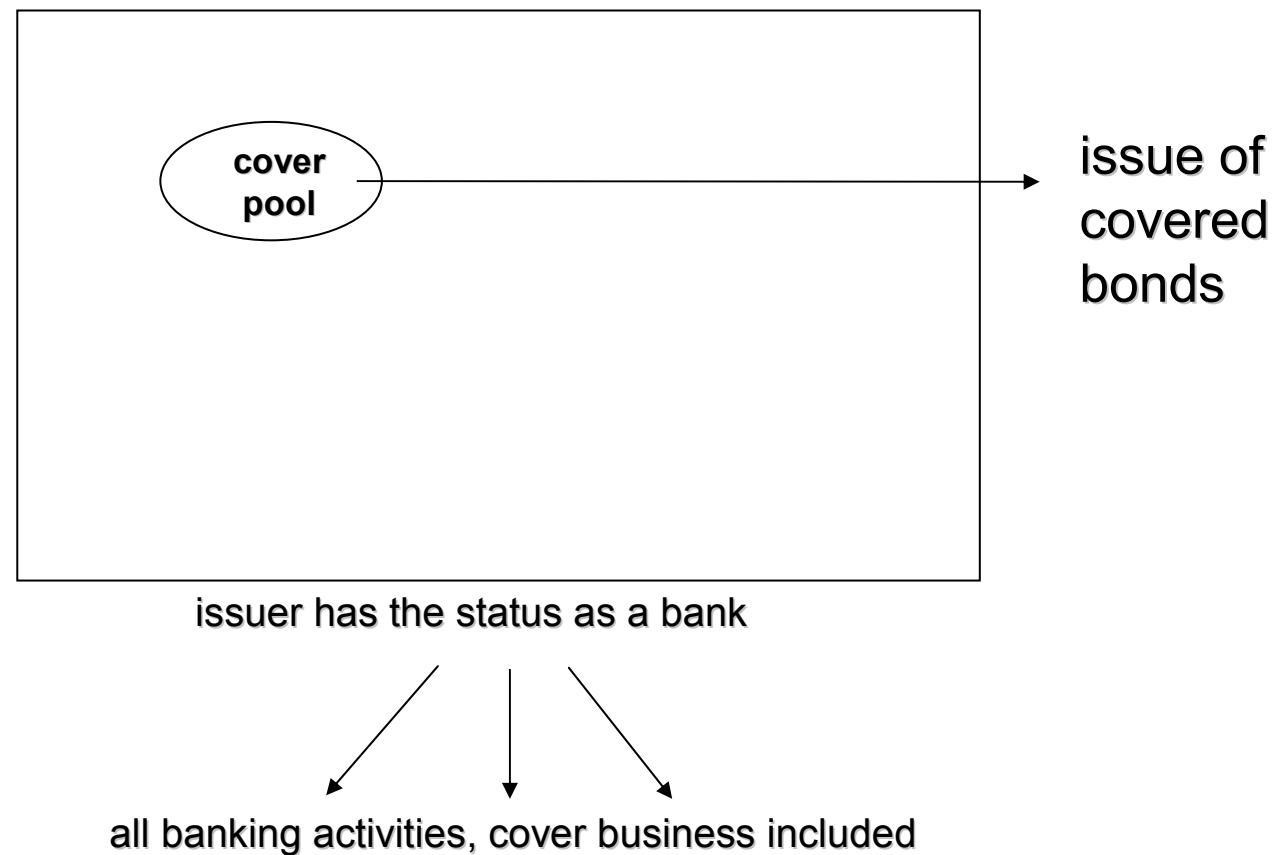 cover
pool
issue of
covered
bonds
issuer has the status as a bank
all banking activities, cover business included